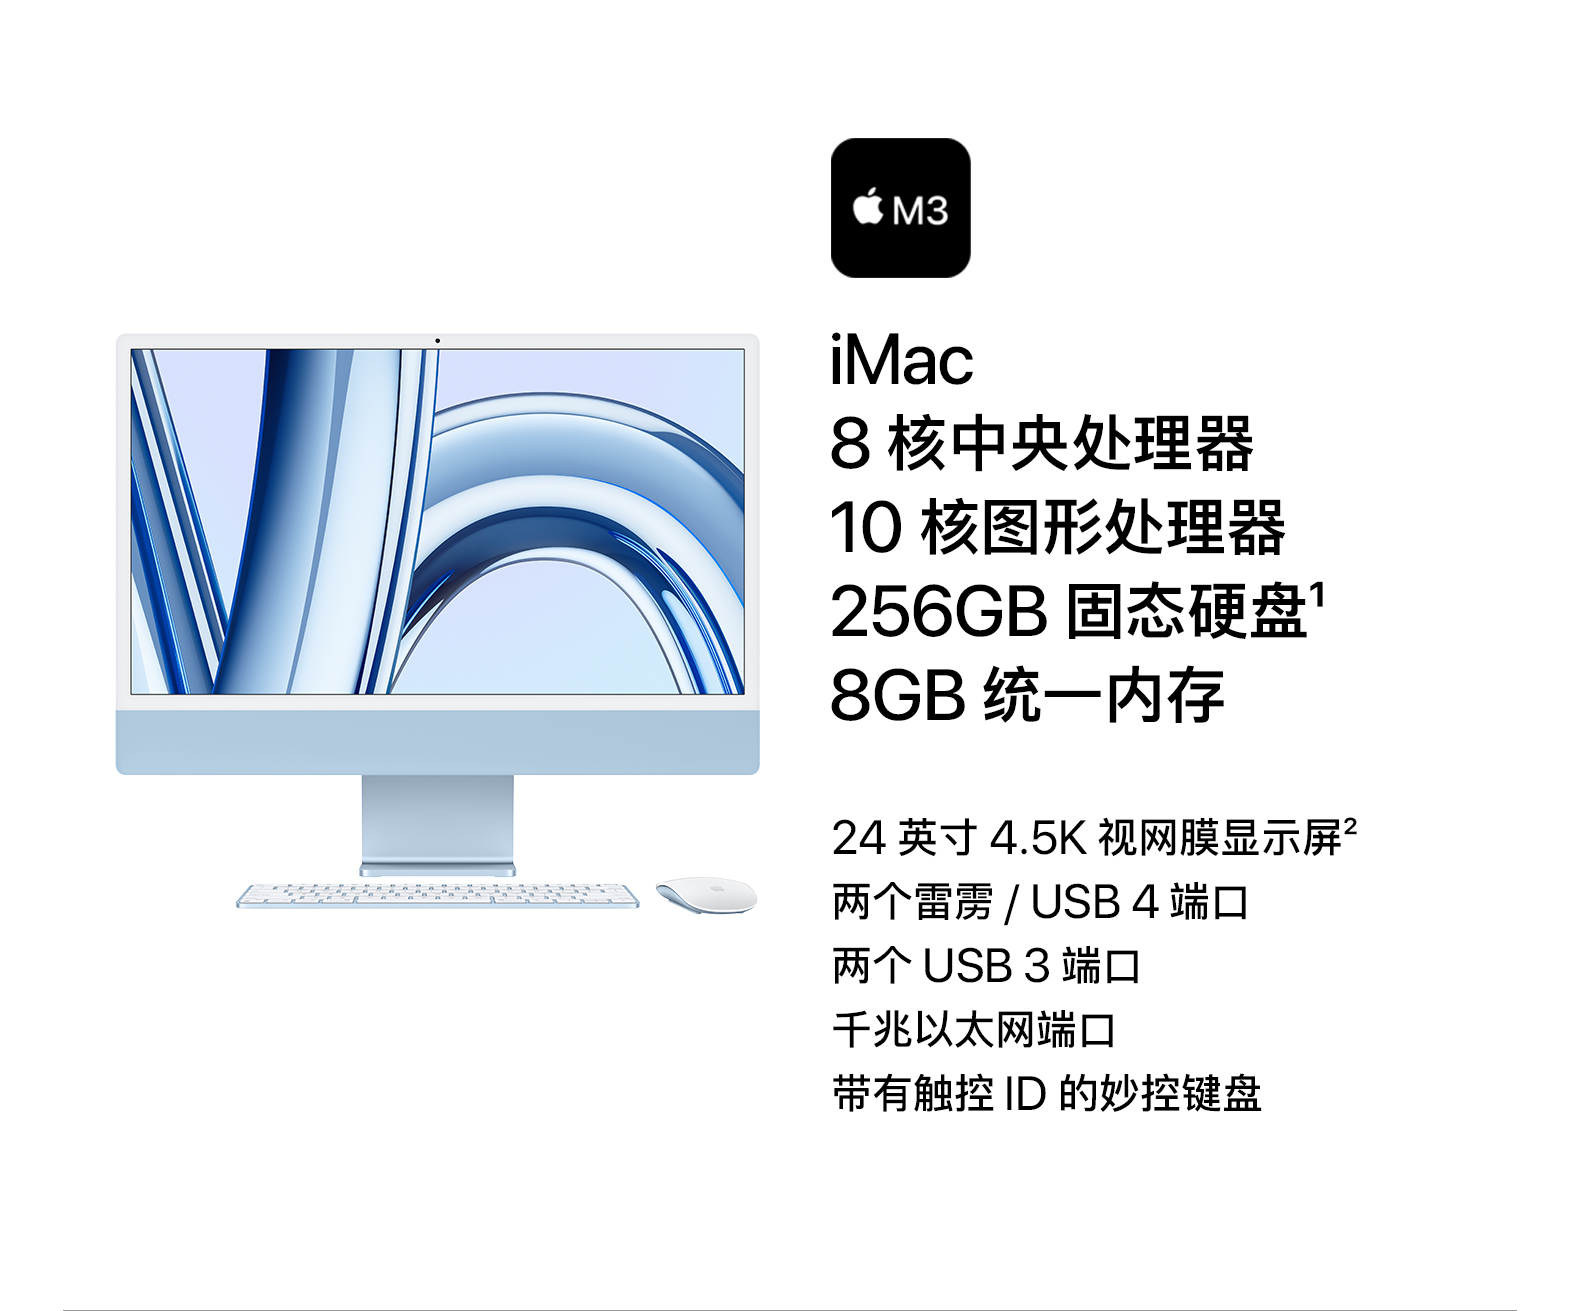 M3
iMac
8 核中央处理器
10 核图形处理器
256GB 固态硬盘¹
8GB 统一内存
24 英寸 4.5K 视网膜显示屏²
两个雷雳 / USB 4 端口
两个 USB 3 端口
千兆以太网端口
带有触控 ID 的妙控键盘